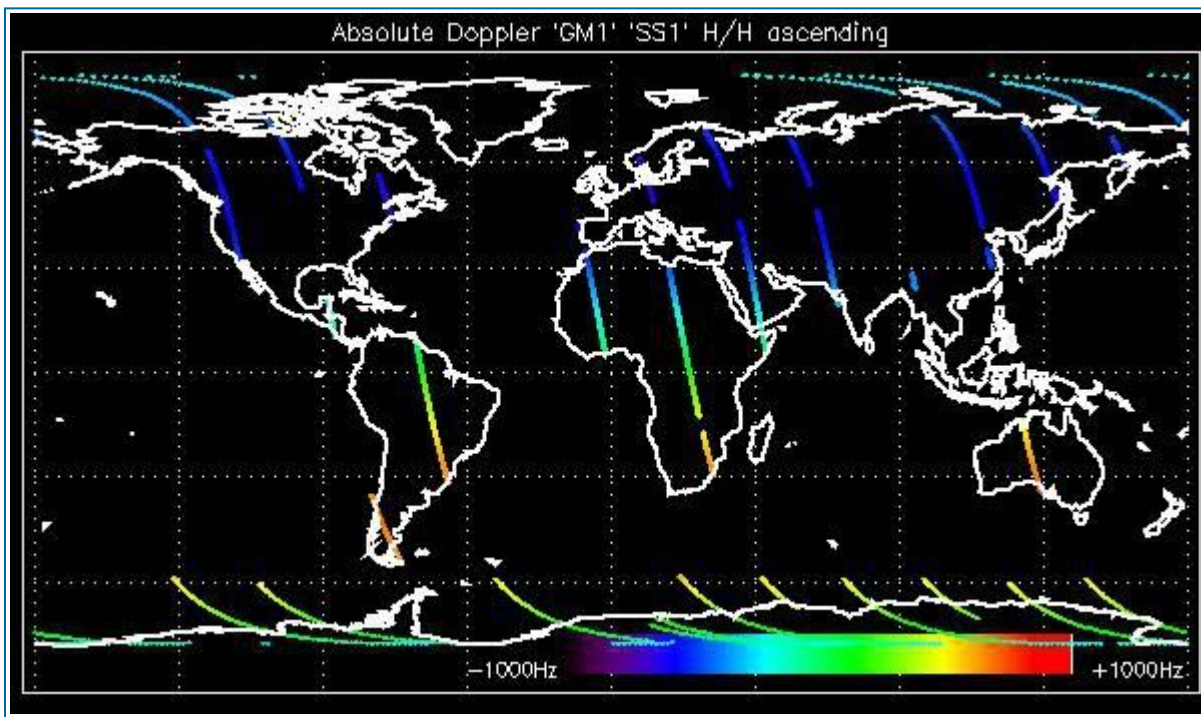 Absolute Doppler 'GM1' 'SS1' H/H ascending
−1000Hz
+1000Hz